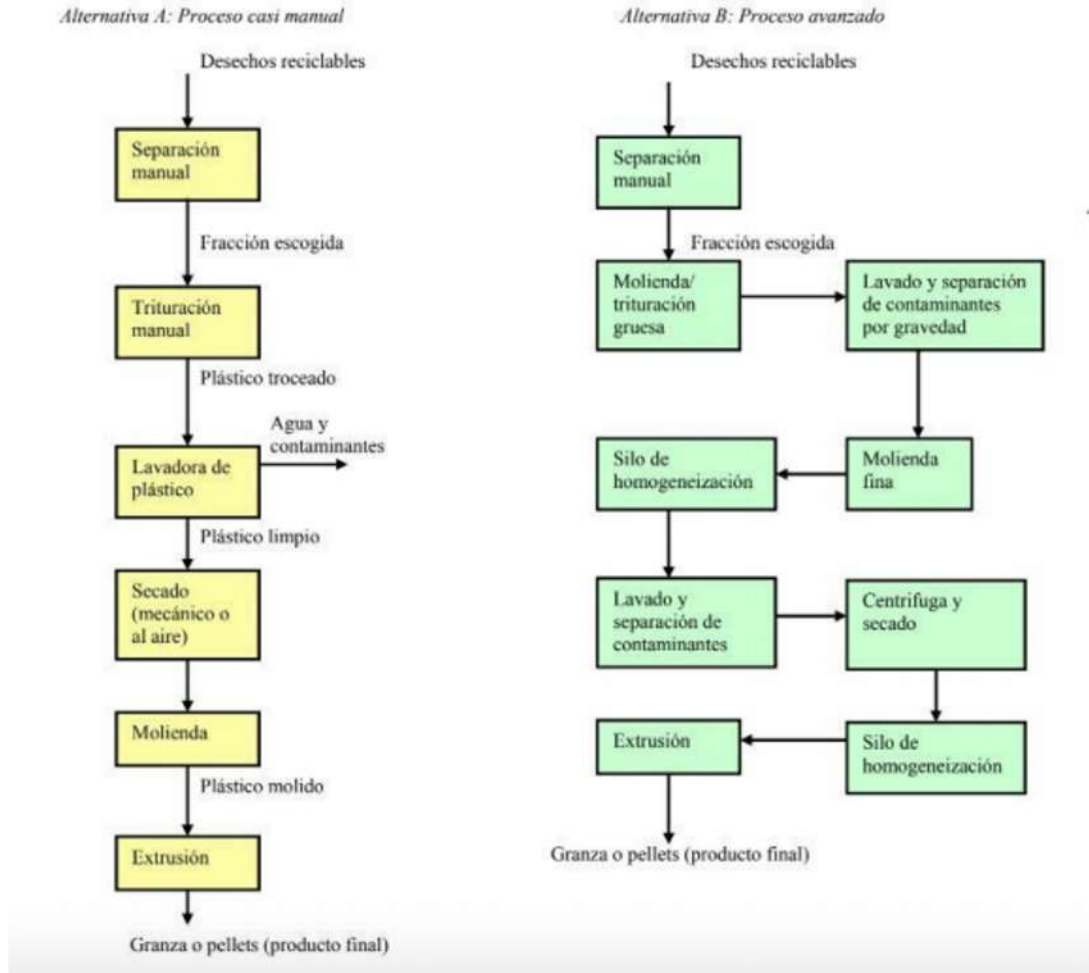 Alternativa A: Proceso casi manual
Desechos reciclables
Separación
manual
Fracción escogida
Trituración
manual
Plástico troceado
Agua y
contaminantes
Lavadora de
plástico
Plástico limpio
Secado
(mecánico o
al aire)
Molienda
Plástico molido
Extrusión
Granza o pellets (producto final)
Alternativa B: Proceso avanzado
Desechos reciclables
Separación
manual
Fracción escogida
Molienda/
trituración
gruesa
Lavado y separación
de contaminantes
por gravedad
Molienda
fina
Silo de
homogeneización
Lavado y
separación de
contaminantes
Centrifuga y
secado
Silo de
homogeneización
Extrusión
Granza o pellets (producto final)